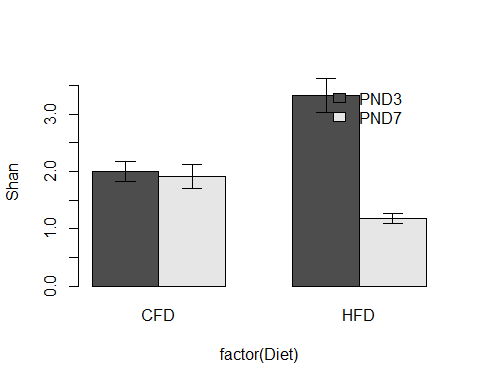 3.0
2.0
1.0
0.0
Shan
PND3
PND7
CFD HFD
factor(Diet)